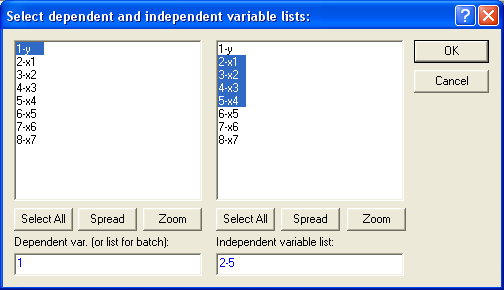 Select dependent and independent variable lists:
1-y
2-x1
3-x2
4-x3
5-x4
6-x5
7-x6
8-x7
Select All Spread Zoom
Dependent var. (or list for batch):
1
1-y
2-x1
3-x2
4-x3
5-x4
6-x5
7-x6
8-x7
Select All Spread Zoom
Independent variable list:
2-5
OK
Cancel